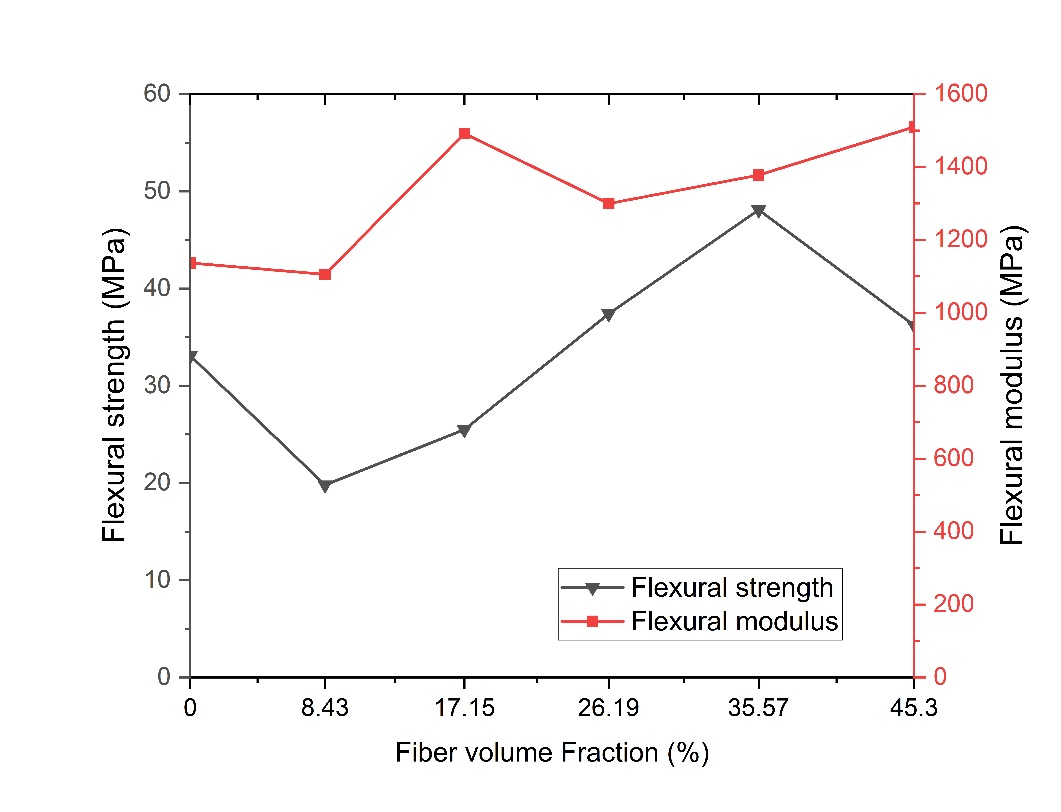 60
50
40
30
20
10
0
Flexural strength (MPa)
1600
1400
1200
1000
800
600
400
200
0
Flexural modulus (MPa)
Flexural strength
Flexural modulus
0 8.43 17.15 26.19 35.57 45.3
Fiber volume Fraction (%)